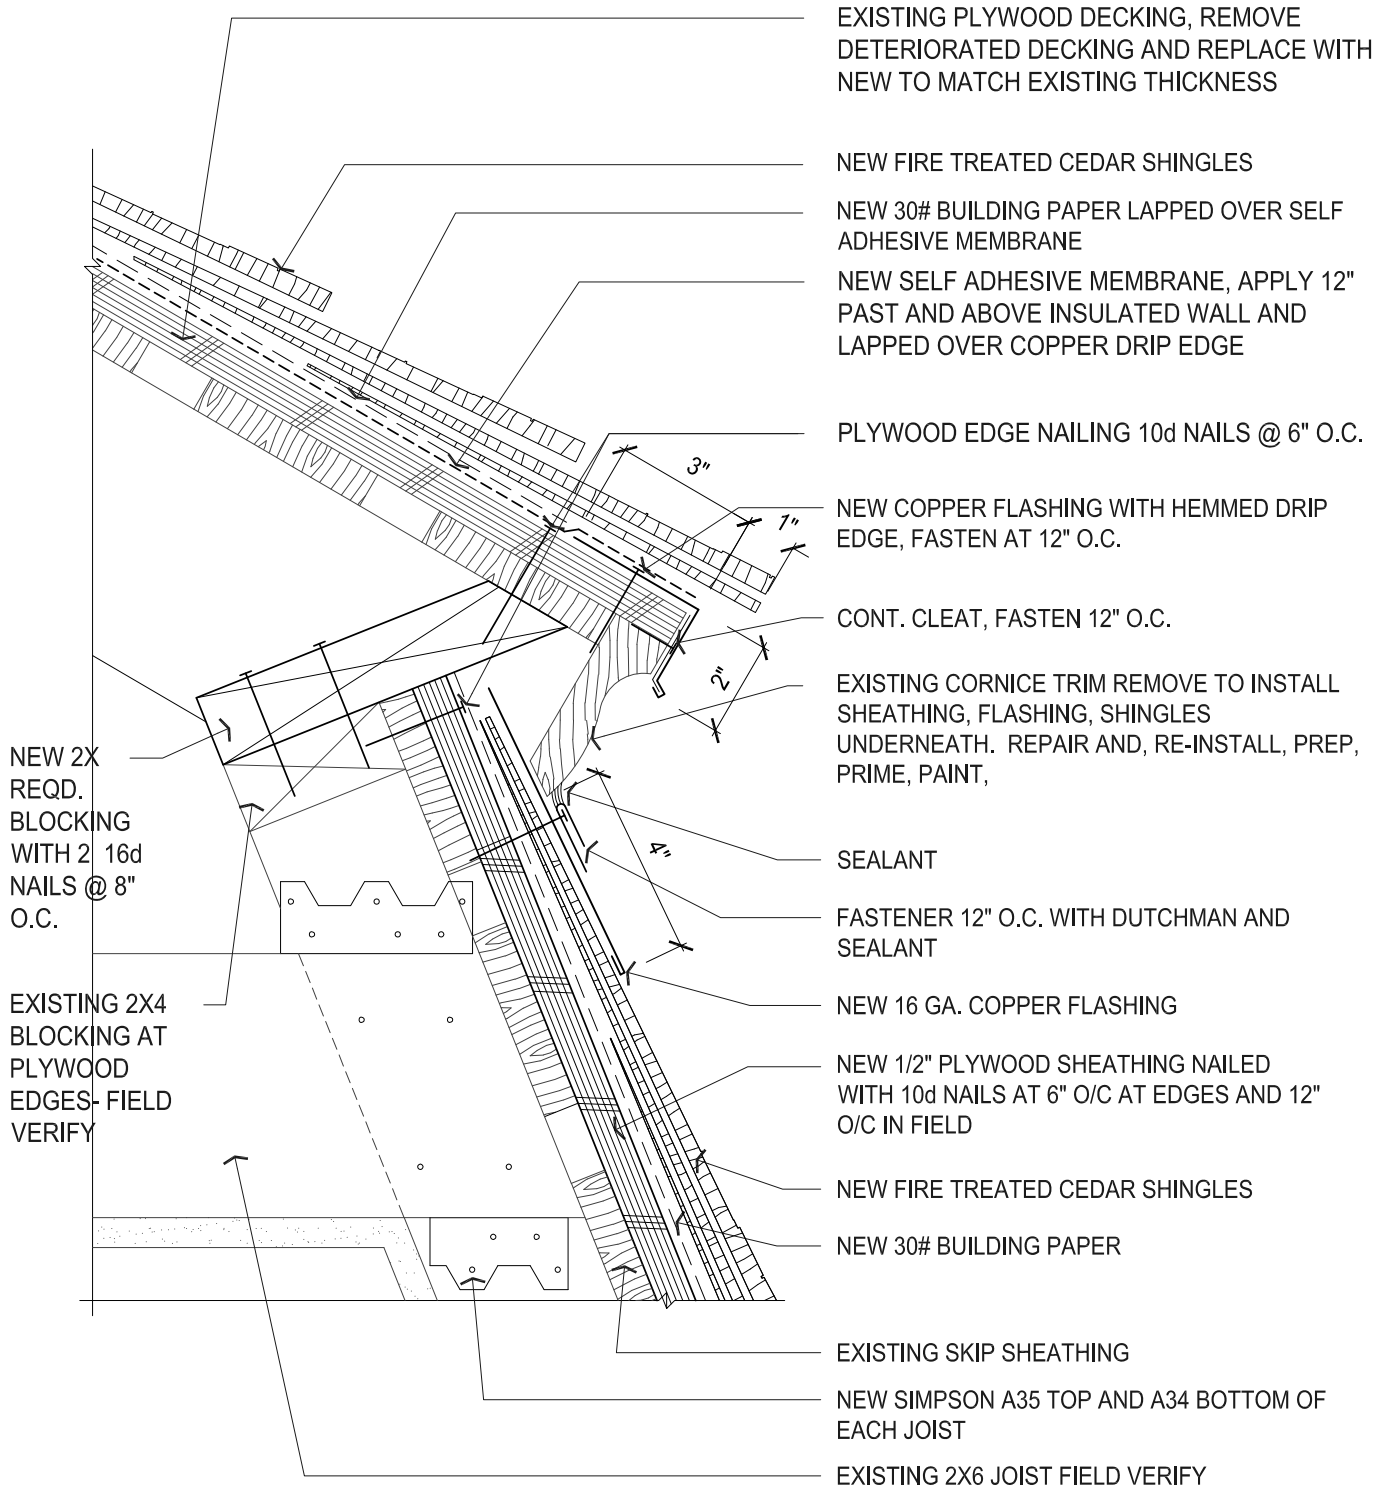 EXISTING PLYWOOD DECKING, REMOVE
DETERIORATED DECKING AND REPLACE WITH
NEW TO MATCH EXISTING THICKNESS
NEW FIRE TREATED CEDAR SHINGLES
NEW 30# BUILDING PAPER LAPPED OVER SELF
ADHESIVE MEMBRANE
NEW SELF ADHESIVE MEMBRANE, APPLY 12"
PAST AND ABOVE INSULATED WALL AND
LAPPED OVER COPPER DRIP EDGE
PLYWOOD EDGE NAILING 10d NAILS @ 6" O.C.
3"
1"
NEW COPPER FLASHING WITH HEMMED DRIP
EDGE, FASTEN AT 12" O.C.
CONT. CLEAT, FASTEN 12" O.C.
2"
EXISTING CORNICE TRIM REMOVE TO INSTALL
SHEATHING, FLASHING, SHINGLES
UNDERNEATH. REPAIR AND, RE-INSTALL, PREP,
PRIME, PAINT,
NEW 2X
REQD.
BLOCKING
WITH 2 16d
NAILS @ 8"
O.C.
4"
SEALANT
FASTENER 12" O.C. WITH DUTCHMAN AND
SEALANT
NEW 16 GA. COPPER FLASHING
EXISTING 2X4
BLOCKING AT
PLYWOOD
EDGES- FIELD
VERIFY
NEW 1/2" PLYWOOD SHEATHING NAILED
WITH 10d NAILS AT 6" O/C AT EDGES AND 12"
O/C IN FIELD
NEW FIRE TREATED CEDAR SHINGLES
NEW 30# BUILDING PAPER
EXISTING SKIP SHEATHING
NEW SIMPSON A35 TOP AND A34 BOTTOM OF
EACH JOIST
EXISTING 2X6 JOIST FIELD VERIFY